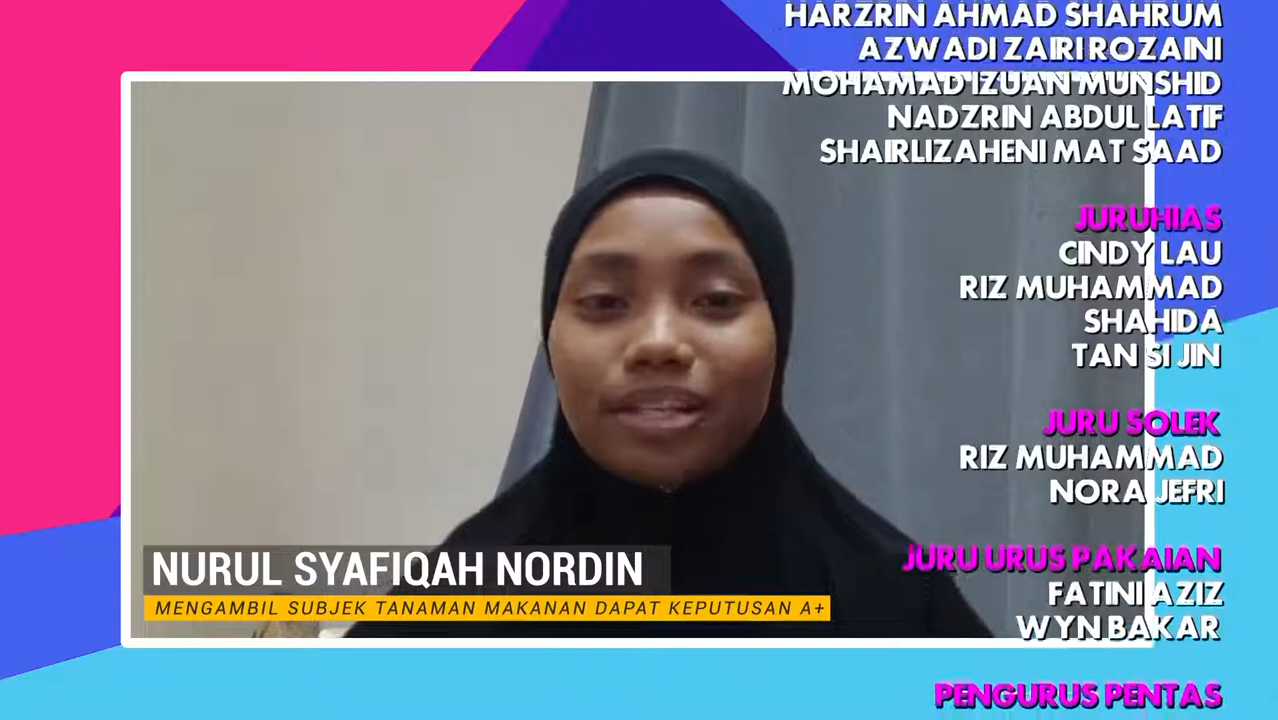 HARZRIN AHMAD SHAHRUM
AZWADI ZAIRI ROZAINI
MOHAMAD IZUAN MUNSHID
NADZRIN ABDUL LATIF
SHAIRLIZAHENI MAT SAAD
JURUHIAS
CINDY LAU
RIZ MUHAMMAD
SHAHIDA
TAN SI JIN
JURU SOLEK
RIZ MUHAMMAD
NORA JEFRI
JURU URUS PAKAIAN
FATINI AZIZ
WYN BAKAR
PENGURUS PENTAS
NURUL SYAFIQAH NORDIN
MENGAMBIL SUBJEK TANAMAN MAKANAN DAPAT KEPUTUSAN A+